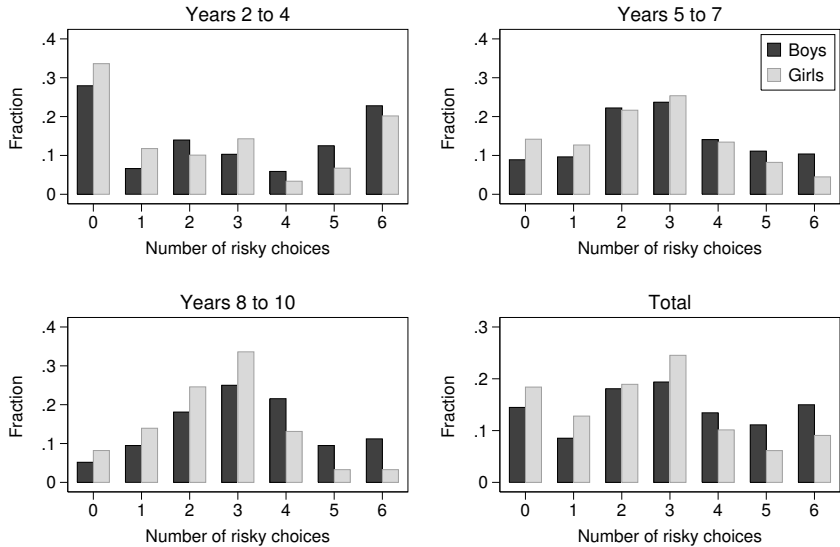 Years 2 to 4
.4
.3
.2
.1
0
Fraction
0 1 2 3 4 5 6
Number of risky choices
Years 5 to 7
.4
.3
.2
.1
0
Fraction
Boys
Girls
0 1 2 3 4 5 6
Number of risky choices
Years 8 to 10
.4
.3
.2
.1
0
Fraction
0 1 2 3 4 5 6
Number of risky choices
Total
0.3
.2
.1
0
Fraction
0 1 2 3 4 5 6
Number of risky choices